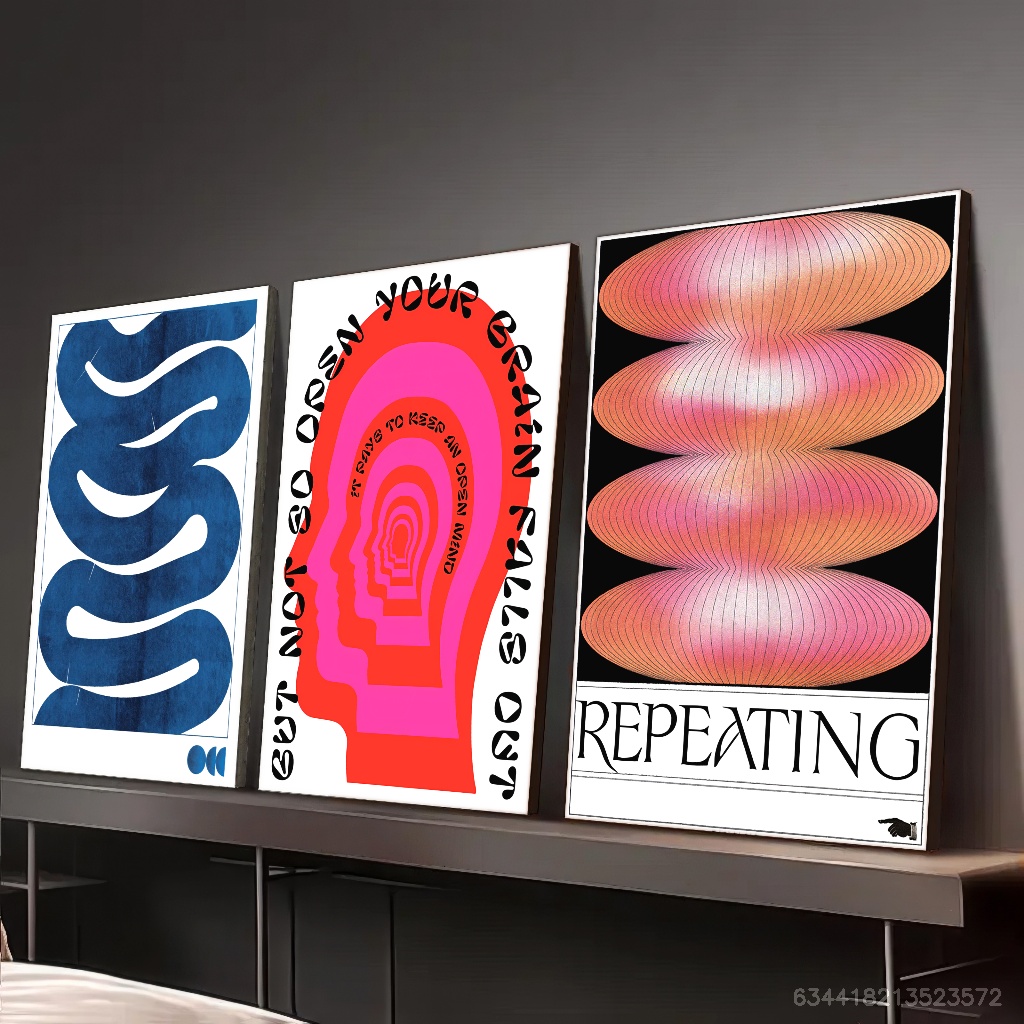 BUT NOT SO OPEN YOUR BRAIN FALLS OUT
IT PAYS TO KEEP AN OPEN MIND
REPEATING
634418213523572